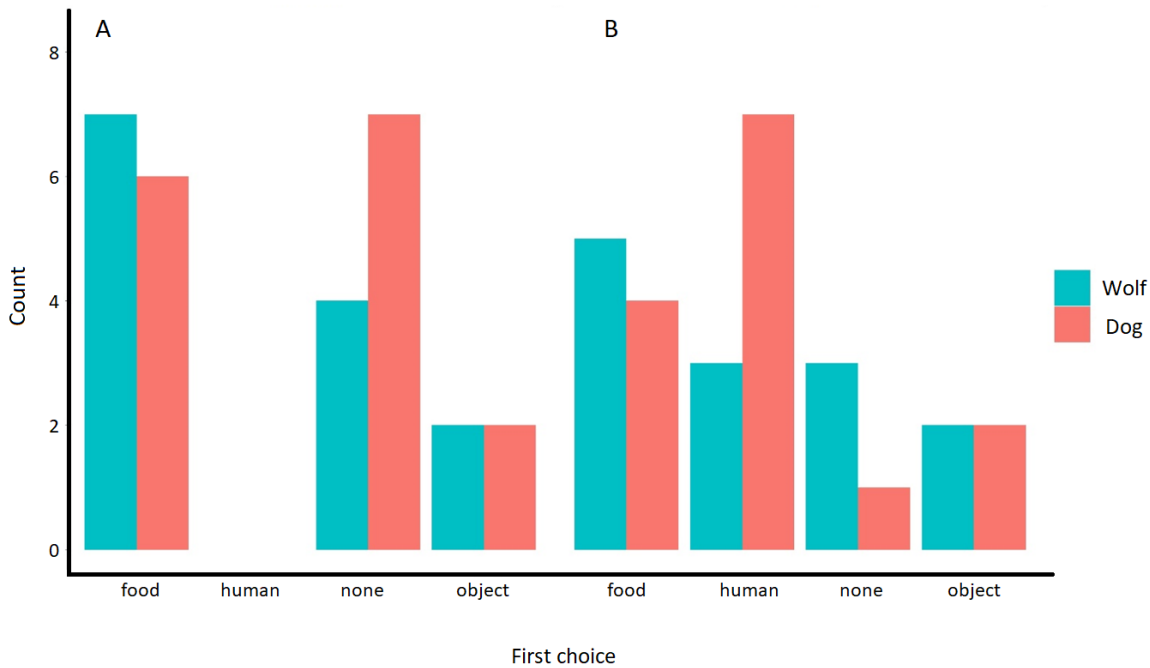 A B
8
6
4
2
0
Count
food human none object food human none object
First choice
Wolf
Dog